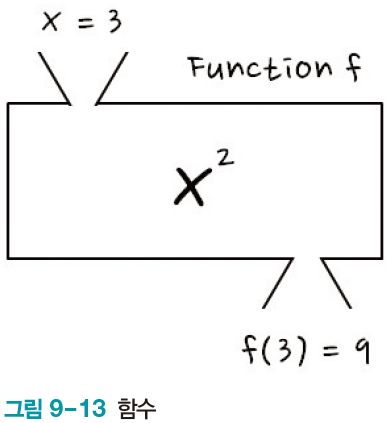 x = 3
Function f
x²
f(3) = 9
그림 9-13 함수